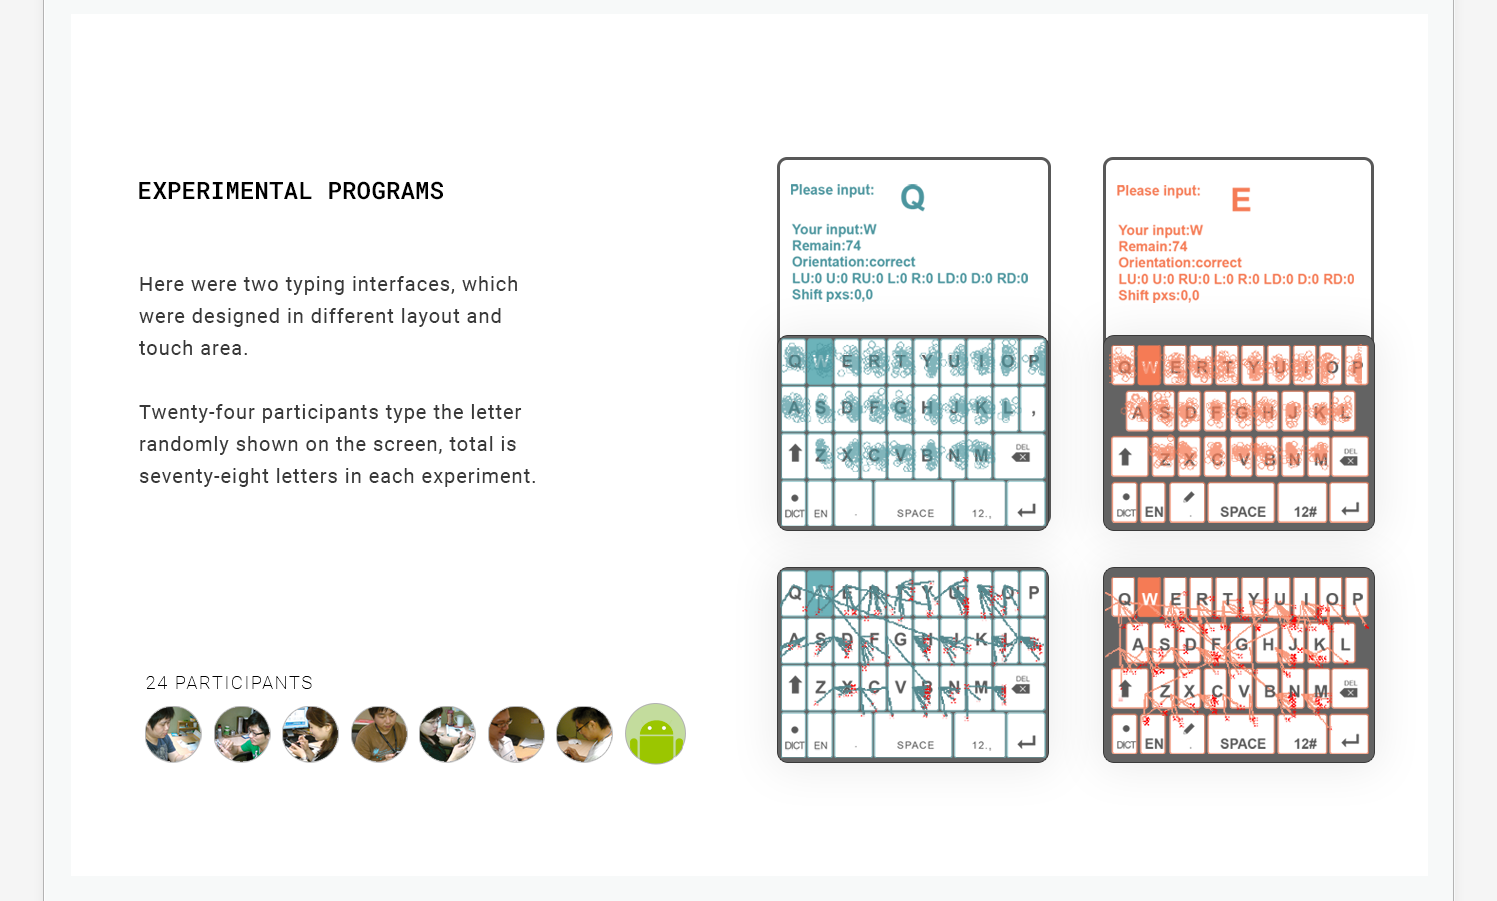 EXPERIMENTAL PROGRAMS
Here were two typing interfaces, which
were designed in different layout and
touch area.
Twenty-four participants type the letter
randomly shown on the screen, total is
seventy-eight letters in each experiment.
24 PARTICIPANTS
Please input: Q
Your input:W
Remain:74
Orientation:correct
LU:0 U:0 RU:0 L:0 R:0 LD:0 D:0 RD:0
Shift pxs:0,0
Q W E R T Y U I O P
A S D F G H J K L ,
Z X C V B N M DEL
DICT EN . SPACE 12.,
Please input: E
Your input:W
Remain:74
Orientation:correct
LU:0 U:0 RU:0 L:0 R:0 LD:0 D:0 RD:0
Shift pxs:0,0
Q W E R T Y U I O P
A S D F G H J K L
Z X C V B N M DEL
DICT EN . SPACE 12#
Q W E R T Y U I O P
A S D F G H J K L
Z X C V B N M DEL
DICT EN . SPACE 12.,
Q W E R T Y U I O P
A S D F G H J K L
Z X C V B N M DEL
DICT EN . SPACE 12#